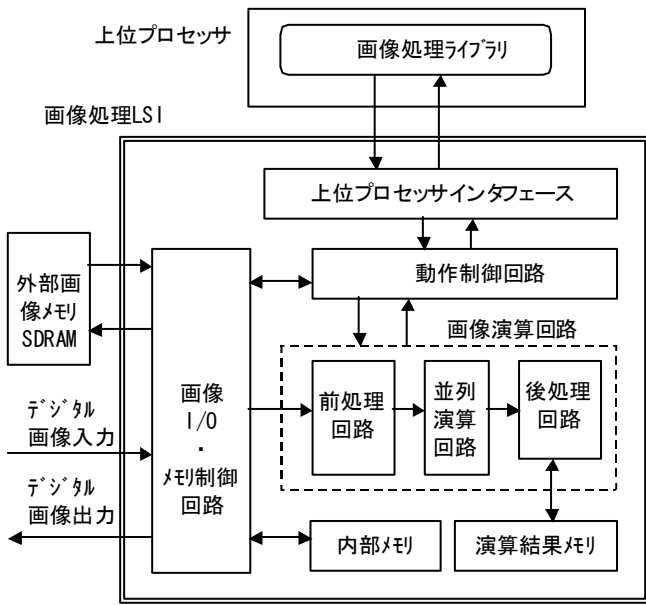 上位プロセッサ
画像処理ﾗｲﾌﾞﾗﾘ
画像処理LSI
上位プロセッサインタフェース
動作制御回路
外部画
像ﾒﾓﾘ
SDRAM
画像演算回路
画像
I/O
・
ﾒﾓﾘ制御
回路
前処理
回路
並列
演算
回路
後処理
回路
ﾃﾞｼﾞﾀﾙ
画像入力
ﾃﾞｼﾞﾀﾙ
画像出力
内部ﾒﾓﾘ
演算結果ﾒﾓﾘ